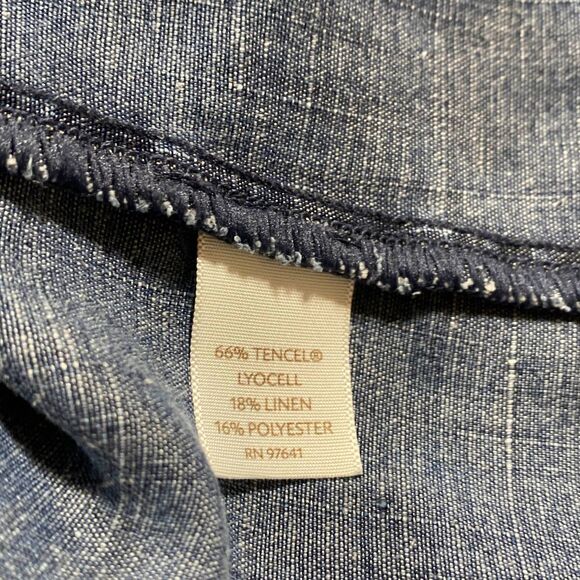 66% TENCEL®
LYOCELL
18% LINEN
16% POLYESTER
RN 97641